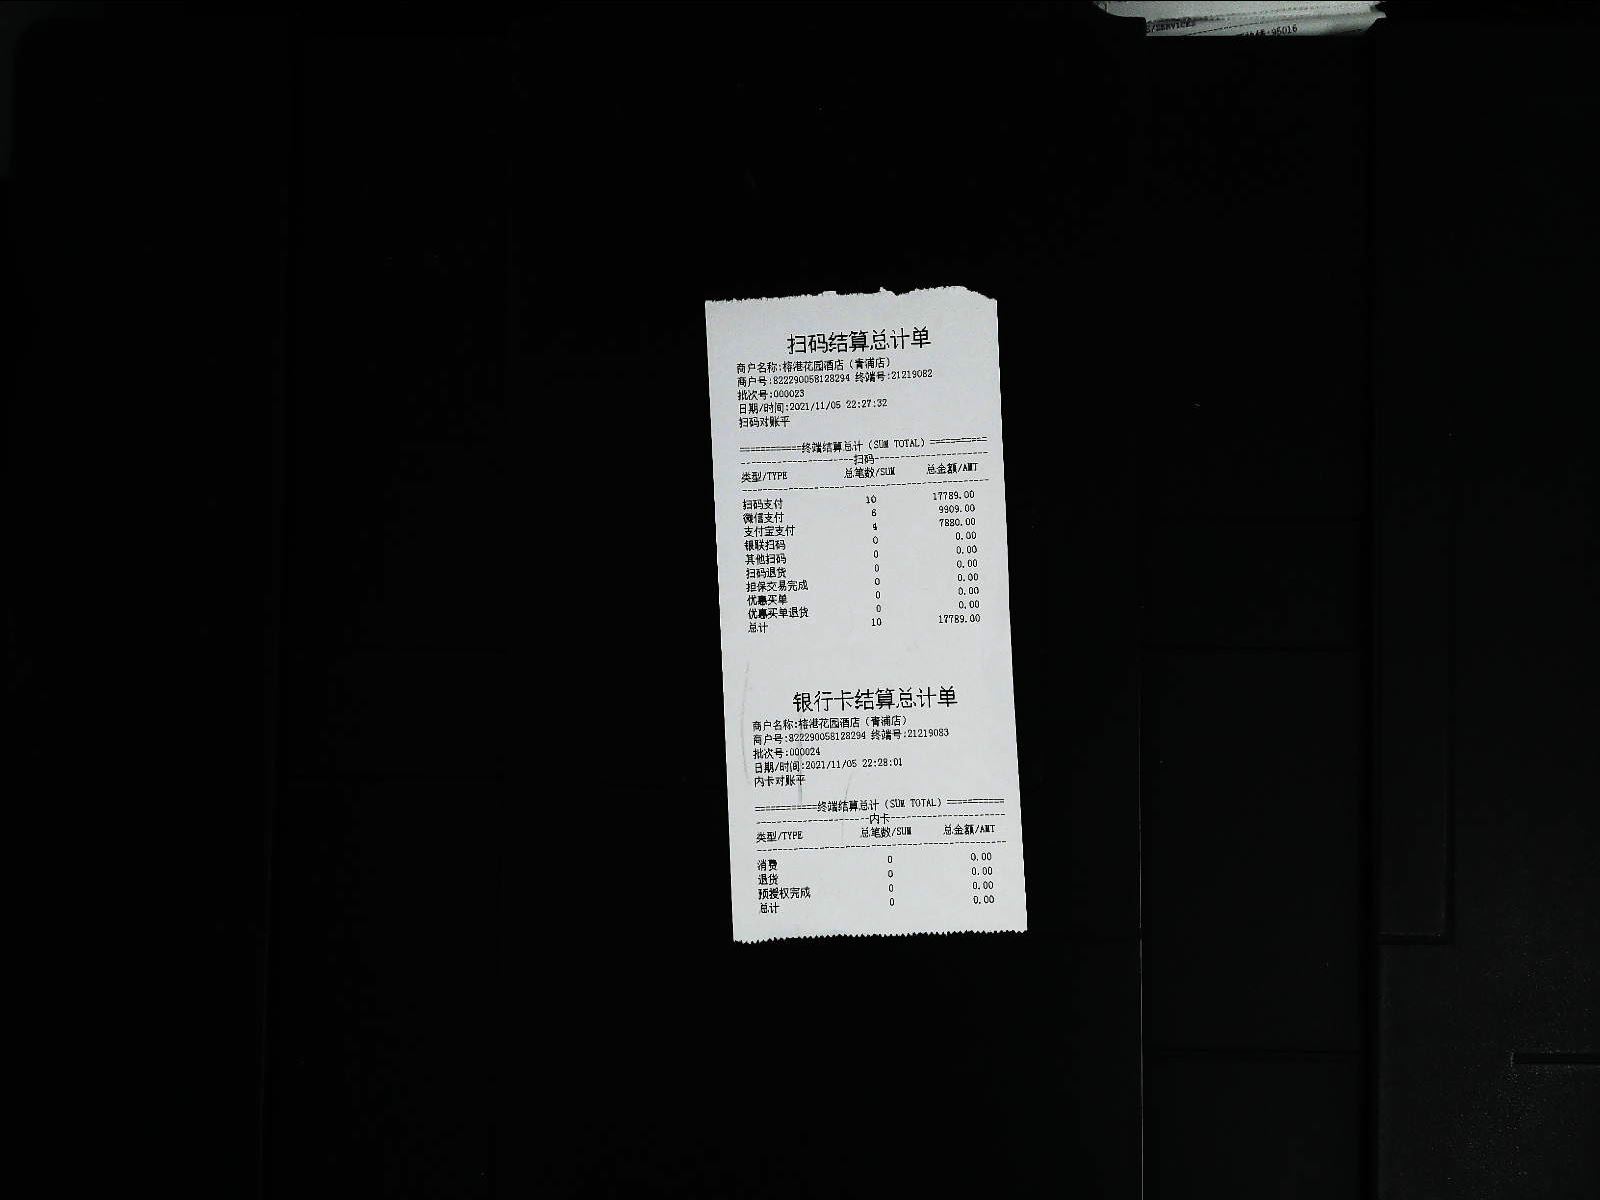 S/SERVICES
95016
扫码结算总计单
商户名称:榕港花园酒店（青浦店）
商户号:822290058128294 终端号:21219082
批次号:000023
日期/时间:2021/11/05 22:27:32
扫码对账平
============终端结算总计（SUM TOTAL）===========
----------------------扫码----------------------
类型/TYPE 总笔数/SUM 总金额/AMT
------------------------------------------------
扫码支付 10 17789.00
微信支付 6 9909.00
支付宝支付 4 7880.00
银联扫码 0 0.00
其他扫码 0 0.00
扫码退货 0 0.00
担保交易完成 0 0.00
优惠买单 0 0.00
优惠买单退货 0 0.00
总计 10 17789.00
银行卡结算总计单
商户名称:榕港花园酒店（青浦店）
商户号:822290058128294 终端号:21219083
批次号:000024
日期/时间:2021/11/05 22:28:01
内卡对账平
============终端结算总计（SUM TOTAL）===========
----------------------内卡----------------------
类型/TYPE 总笔数/SUM 总金额/AMT
------------------------------------------------
消费 0 0.00
退货 0 0.00
预授权完成 0 0.00
总计 0 0.00